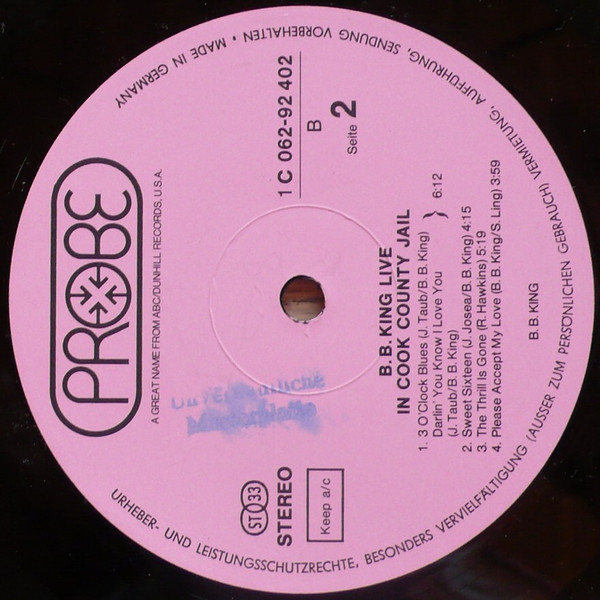 PROBE
A GREAT NAME FROM ABC/DUNHILL RECORDS, U.S.A.
1 C 062-92 402
B
Seite 2
GT 33
STEREO
Keep a/c
B. B. KING LIVE
IN COOK COUNTY JAIL
1. 3 O'Clock Blues (J. Taub/B. B. King)
Darlin' You Know I Love You } 6:12
(J. Taub/B. B. King)
2. Sweet Sixteen (J. Josea/B. B. King) 4:15
3. The Thrill Is Gone (R. Hawkins) 5:19
4. Please Accept My Love (B. B. King/S. Ling) 3:59
B. B. KING
URHEBER- UND LEISTUNGSSCHUTZRECHTE, BESONDERS VERVIELFÄLTIGUNG (AUSSER ZUM PERSÖNLICHEN GEBRAUCH) VERMIETUNG, AUFFÜHRUNG, SENDUNG VORBEHALTEN • MADE IN GERMANY